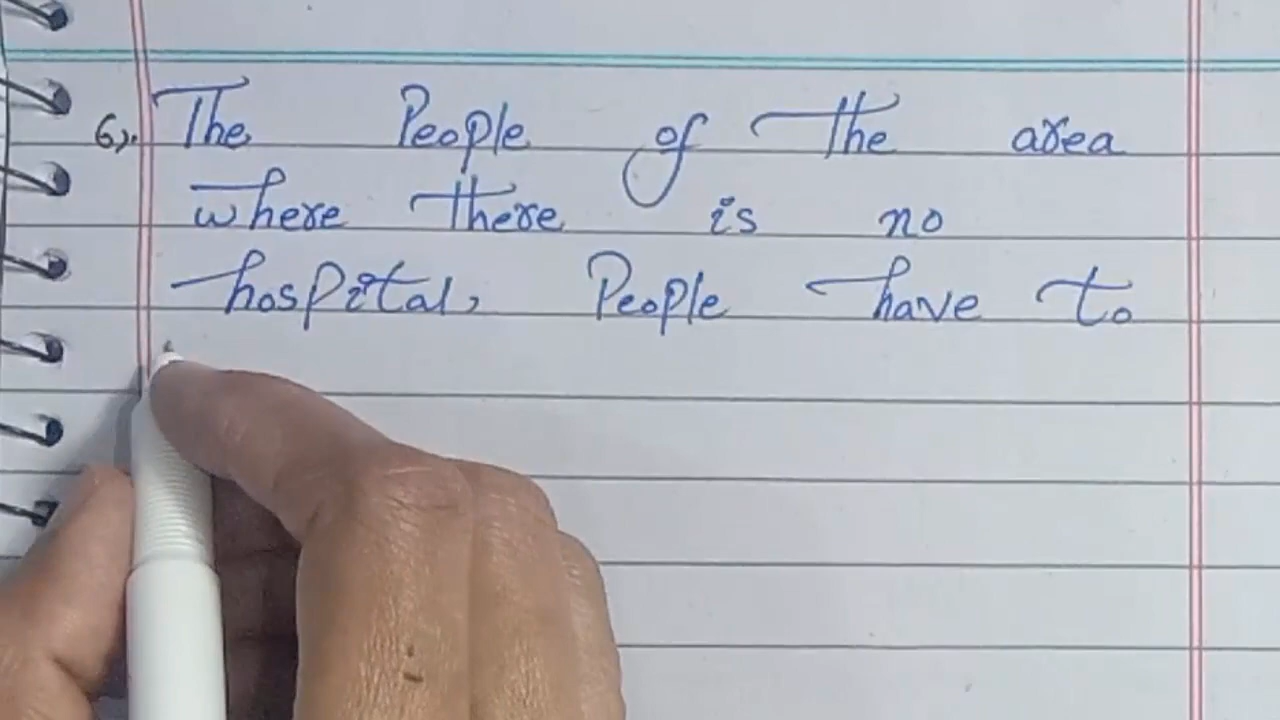 6). The People of the area
where there is no
hospital, People have to